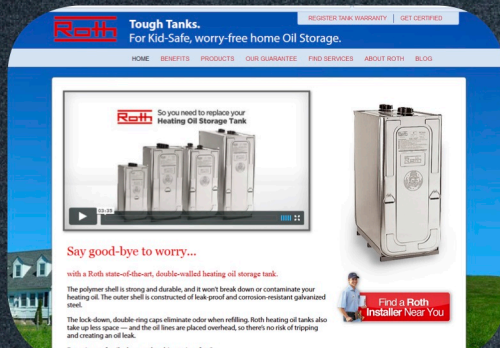 Roth
Tough Tanks.
For Kid-Safe, worry-free home Oil Storage.
REGISTER TANK WARRANTY | GET CERTIFIED
HOME BENEFITS PRODUCTS OUR GUARANTEE FIND SERVICES ABOUT ROTH BLOG
Roth
So you need to replace your
Heating Oil Storage Tank
03:35
Say good-bye to worry...
with a Roth state-of-the-art, double-walled heating oil storage tank.
The polymer shell is strong and durable, and it won't break down or contaminate your
heating oil. The outer shell is constructed of leak-proof and corrosion-resistant galvanized
steel.
The lock-down, double-ring caps eliminate odor when refilling. Roth heating oil tanks also
take up less space — and the oil lines are placed overhead, so there's no risk of tripping
and creating an oil leak.
Find a Roth
Installer Near You